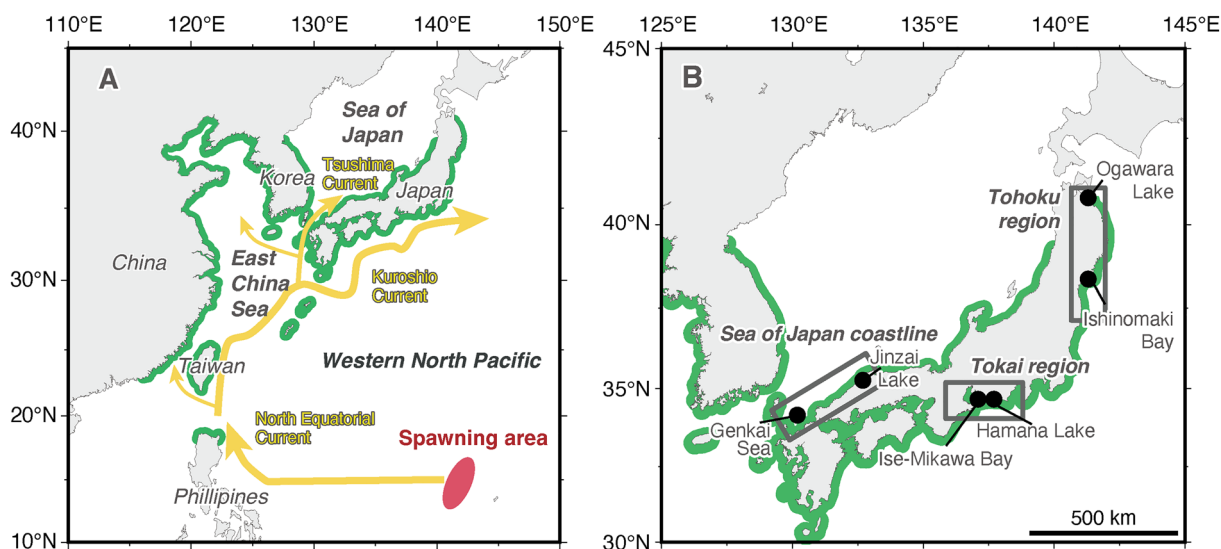 110°E
120°E
130°E
140°E
150°E
40°N
30°N
20°N
10°N
A
Sea of
Japan
Tsushima
Current
Korea
Japan
China
East
China
Sea
Kuroshio
Current
Western North Pacific
Taiwan
North Equatorial
Current
Spawning area
Phillipines
125°E
130°E
135°E
140°E
145°E
45°N
40°N
35°N
30°N
B
Ogawara
Lake
Tohoku
region
Ishinomaki
Bay
Sea of Japan coastline
Jinzai
Lake
Tokai region
Genkai
Sea
Hamana Lake
Ise-Mikawa Bay
500 km